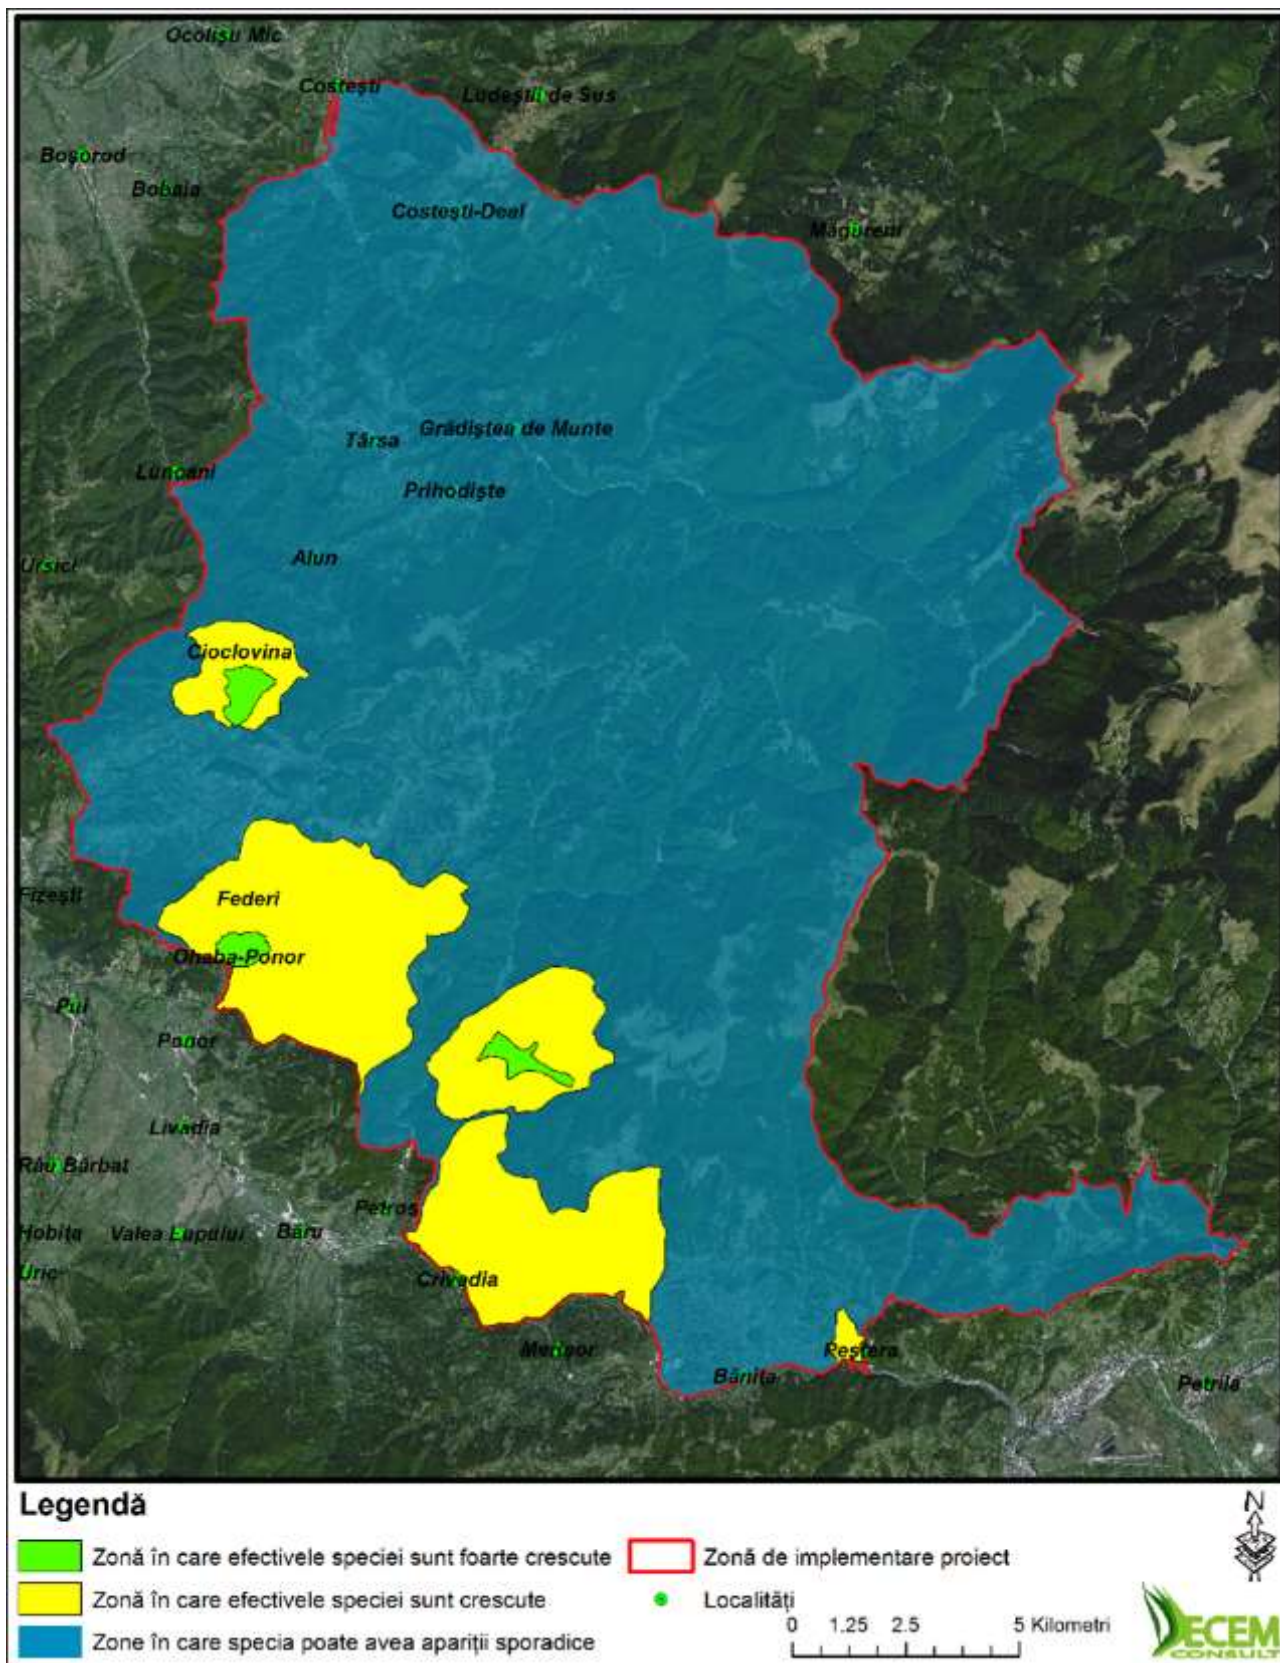 Ocolișu Mic
Costești
Ludeștii de Sus
Boșorod
Bobaia
Costești-Deal
Măgureni
Târsa
Grădiștea de Munte
Luncani
Prihodiște
Alun
Ursici
Cioclovina
Fizești
Federi
Ohaba-Ponor
Pui
Ponor
Livadia
Râu Bărbat
Petros
Hobița
Valea Lupului
Băru
Uric
Crivadia
Merișor
Peștera
Bănița
Petrila
Legendă
Zonă în care efectivele speciei sunt foarte crescute
Zonă de implementare proiect
Zonă în care efectivele speciei sunt crescute
Localități
Zone în care specia poate avea apariții sporadice
0 1.25 2.5 5 Kilometri
N
DECEM
CONSULT